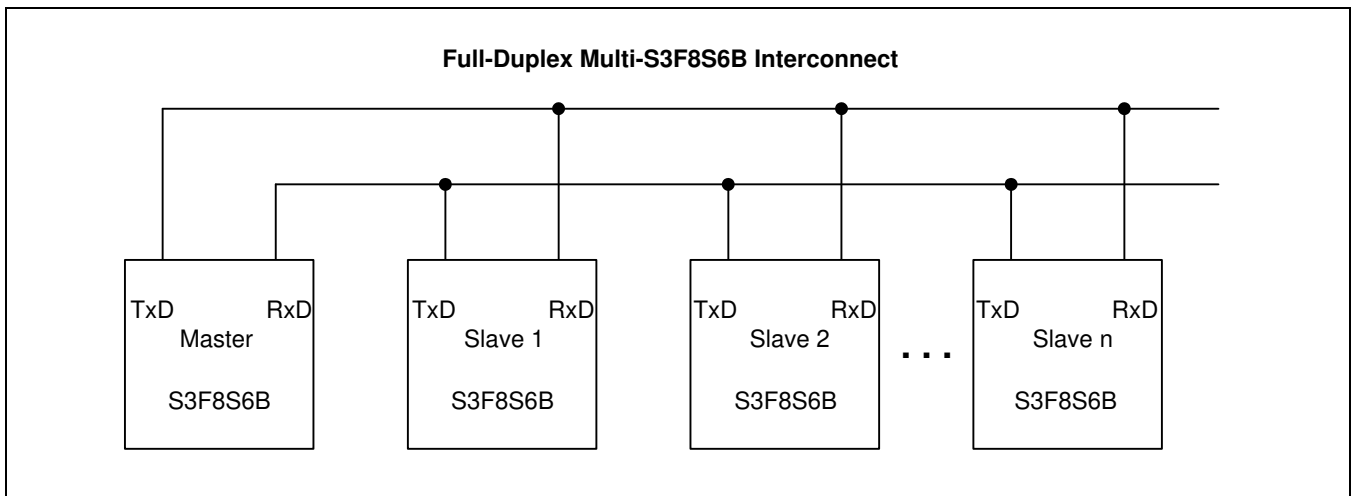 Full-Duplex Multi-S3F8S6B Interconnect
TxD RxD TxD RxD TxD RxD TxD RxD
Master Slave 1 Slave 2 . . . Slave n
S3F8S6B S3F8S6B S3F8S6B S3F8S6B